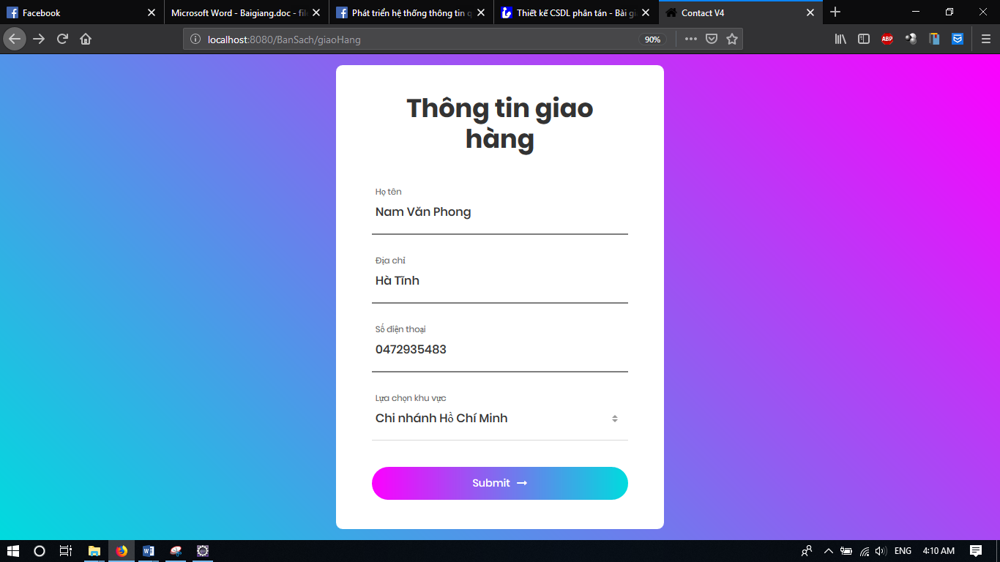 Facebook
Microsoft Word - Baigiang.doc - fil
Phát triển hệ thống thông tin q
Thiết kế CSDL phân tán - Bài gi
Contact V4
localhost:8080/BanSach/giaoHang
90%
ABP
Thông tin giao
hàng
Họ tên
Nam Văn Phong
Địa chỉ
Hà Tĩnh
Số điện thoại
0472935483
Lựa chọn khu vực
Chi nhánh Hồ Chí Minh
Submit
ENG
4:10 AM